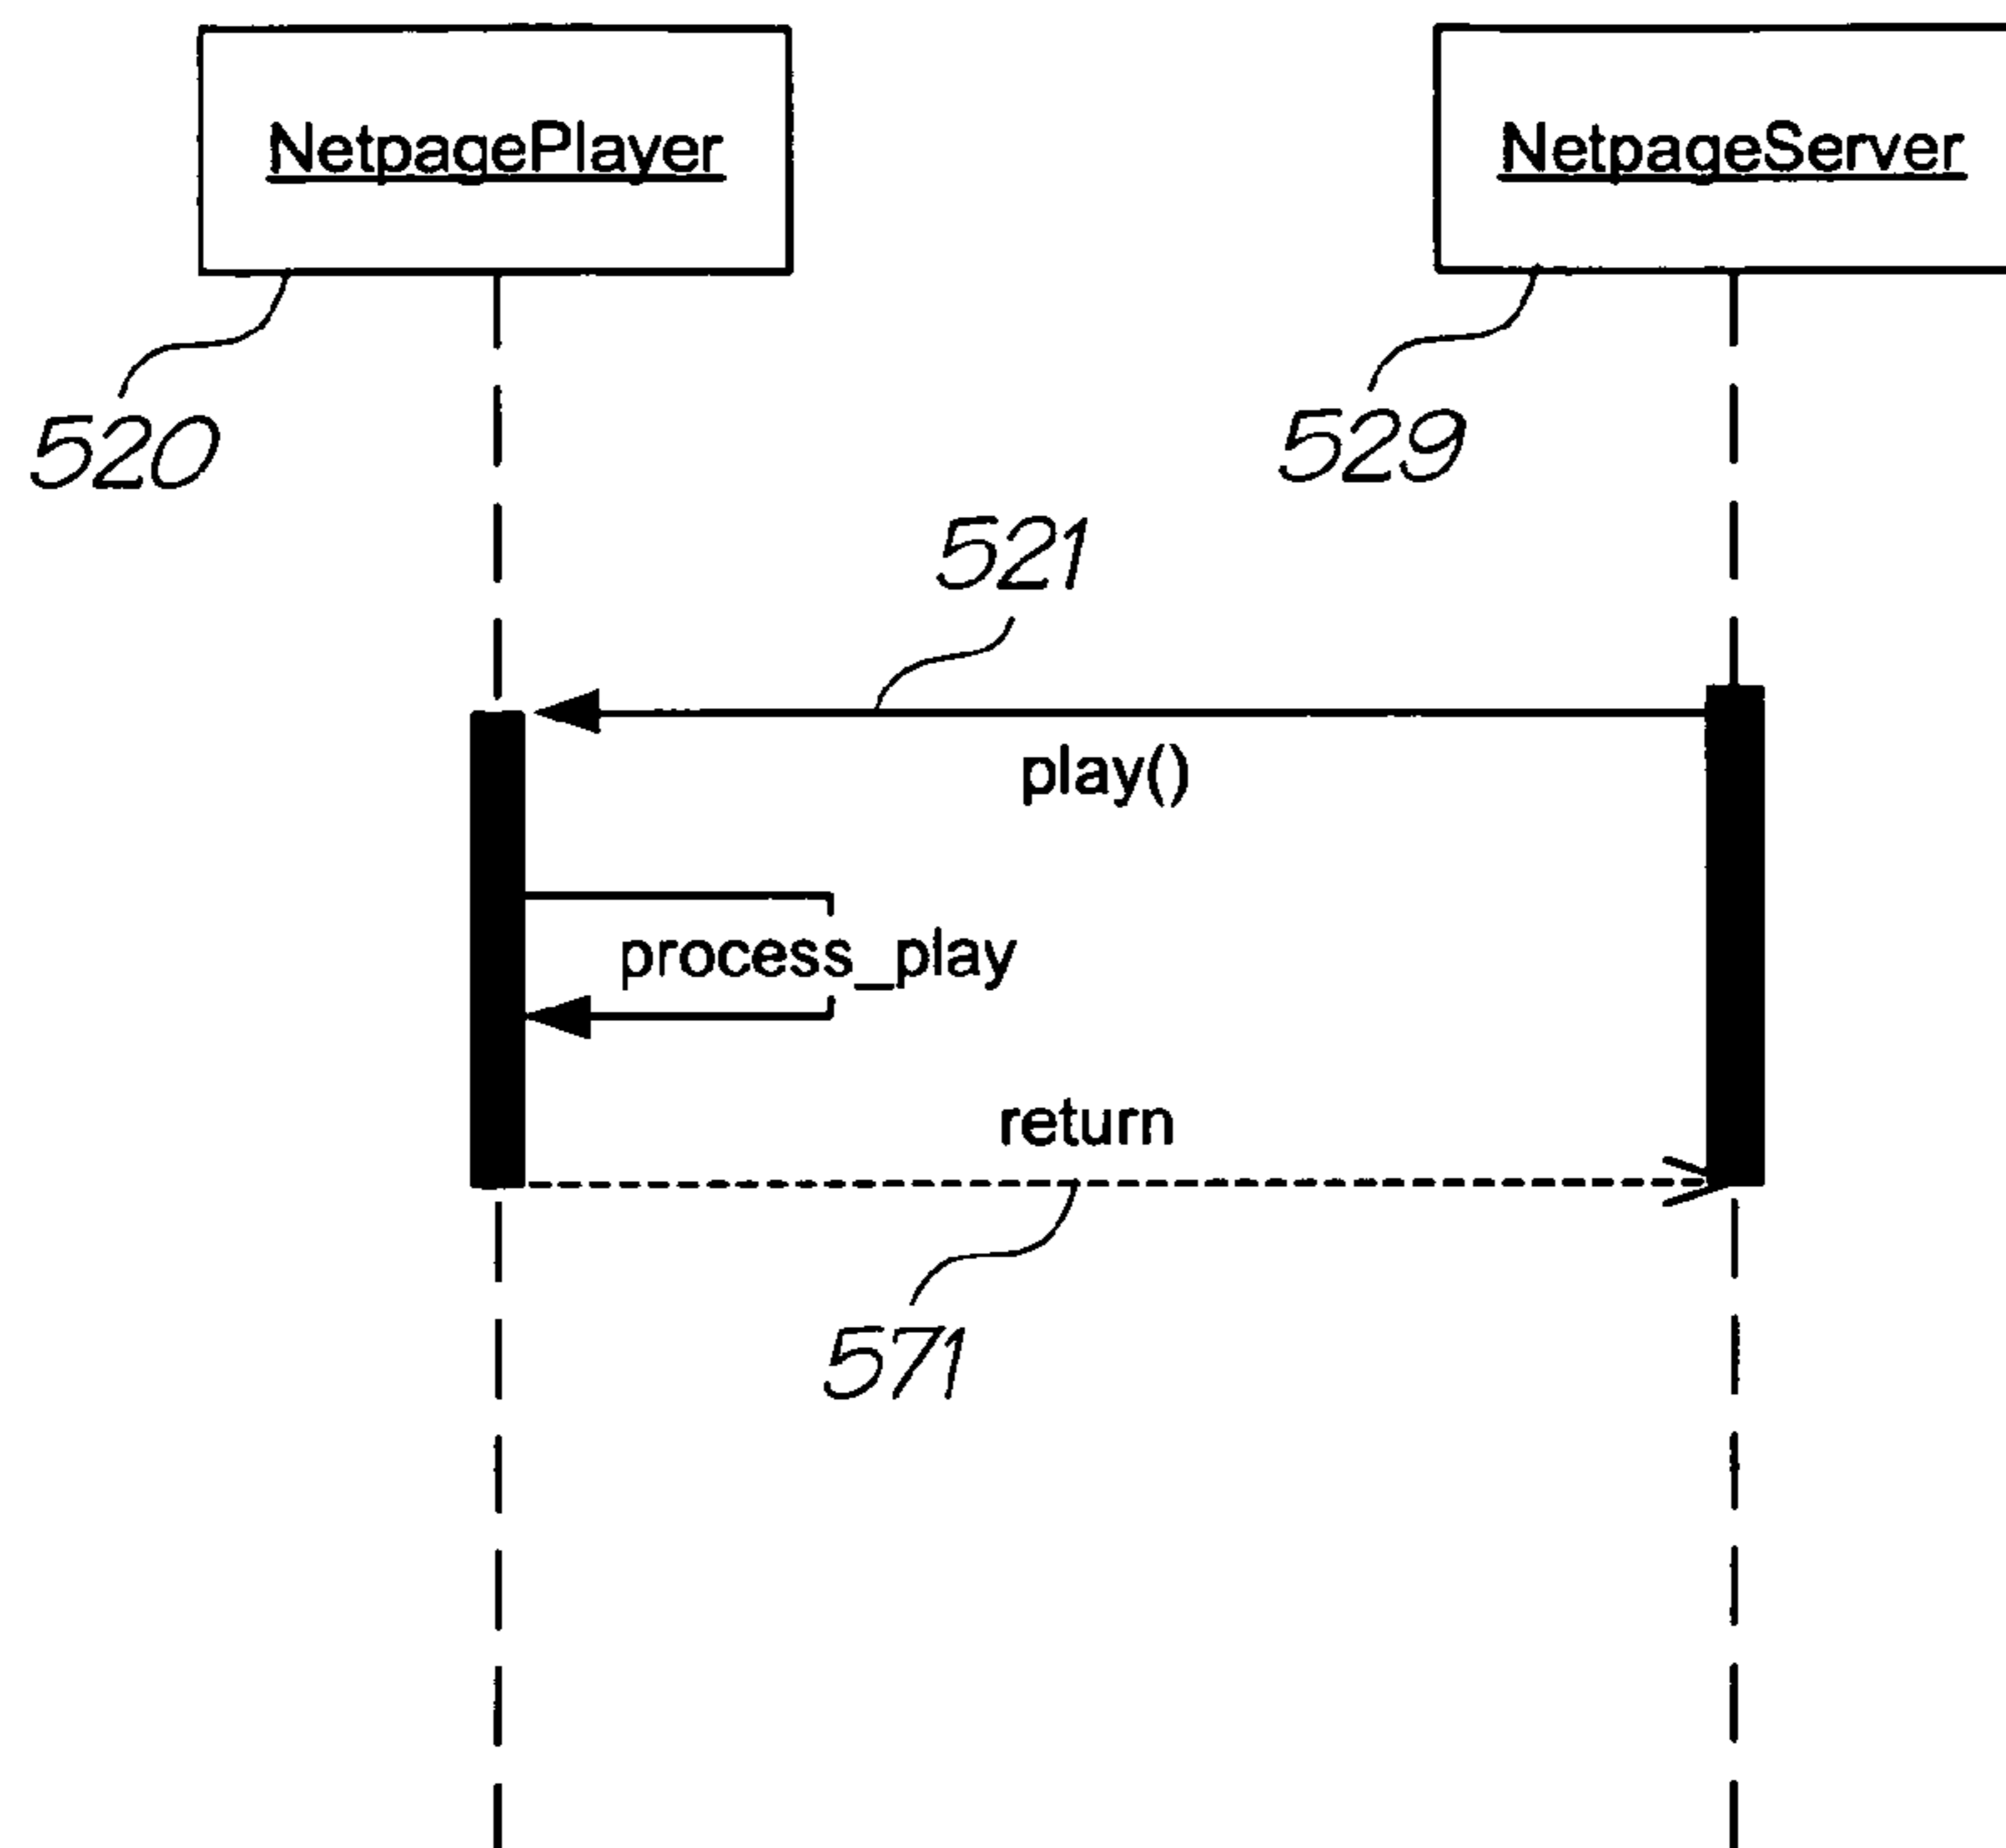 NetpagePlayer
NetpageServer
520
529
521
play()
process_play
return
571